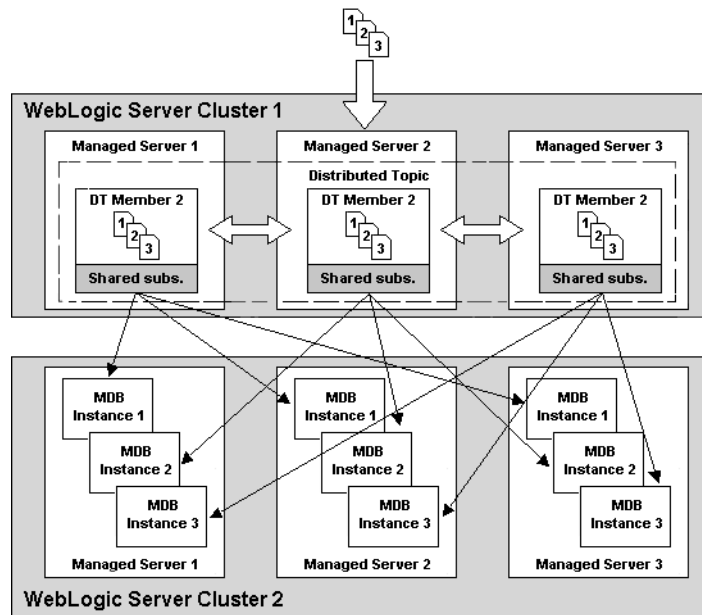 1
2
3
WebLogic Server Cluster 1
Managed Server 1
Managed Server 2
Managed Server 3
Distributed Topic
DT Member 2
1
2
3
Shared subs.
DT Member 2
1
2
3
Shared subs.
DT Member 2
1
2
3
Shared subs.
MDB
Instance 1
MDB
Instance 2
MDB
Instance 3
Managed Server 1
MDB
Instance 1
MDB
Instance 2
MDB
Instance 3
Managed Server 2
MDB
Instance 1
MDB
Instance 2
MDB
Instance 3
Managed Server 3
WebLogic Server Cluster 2